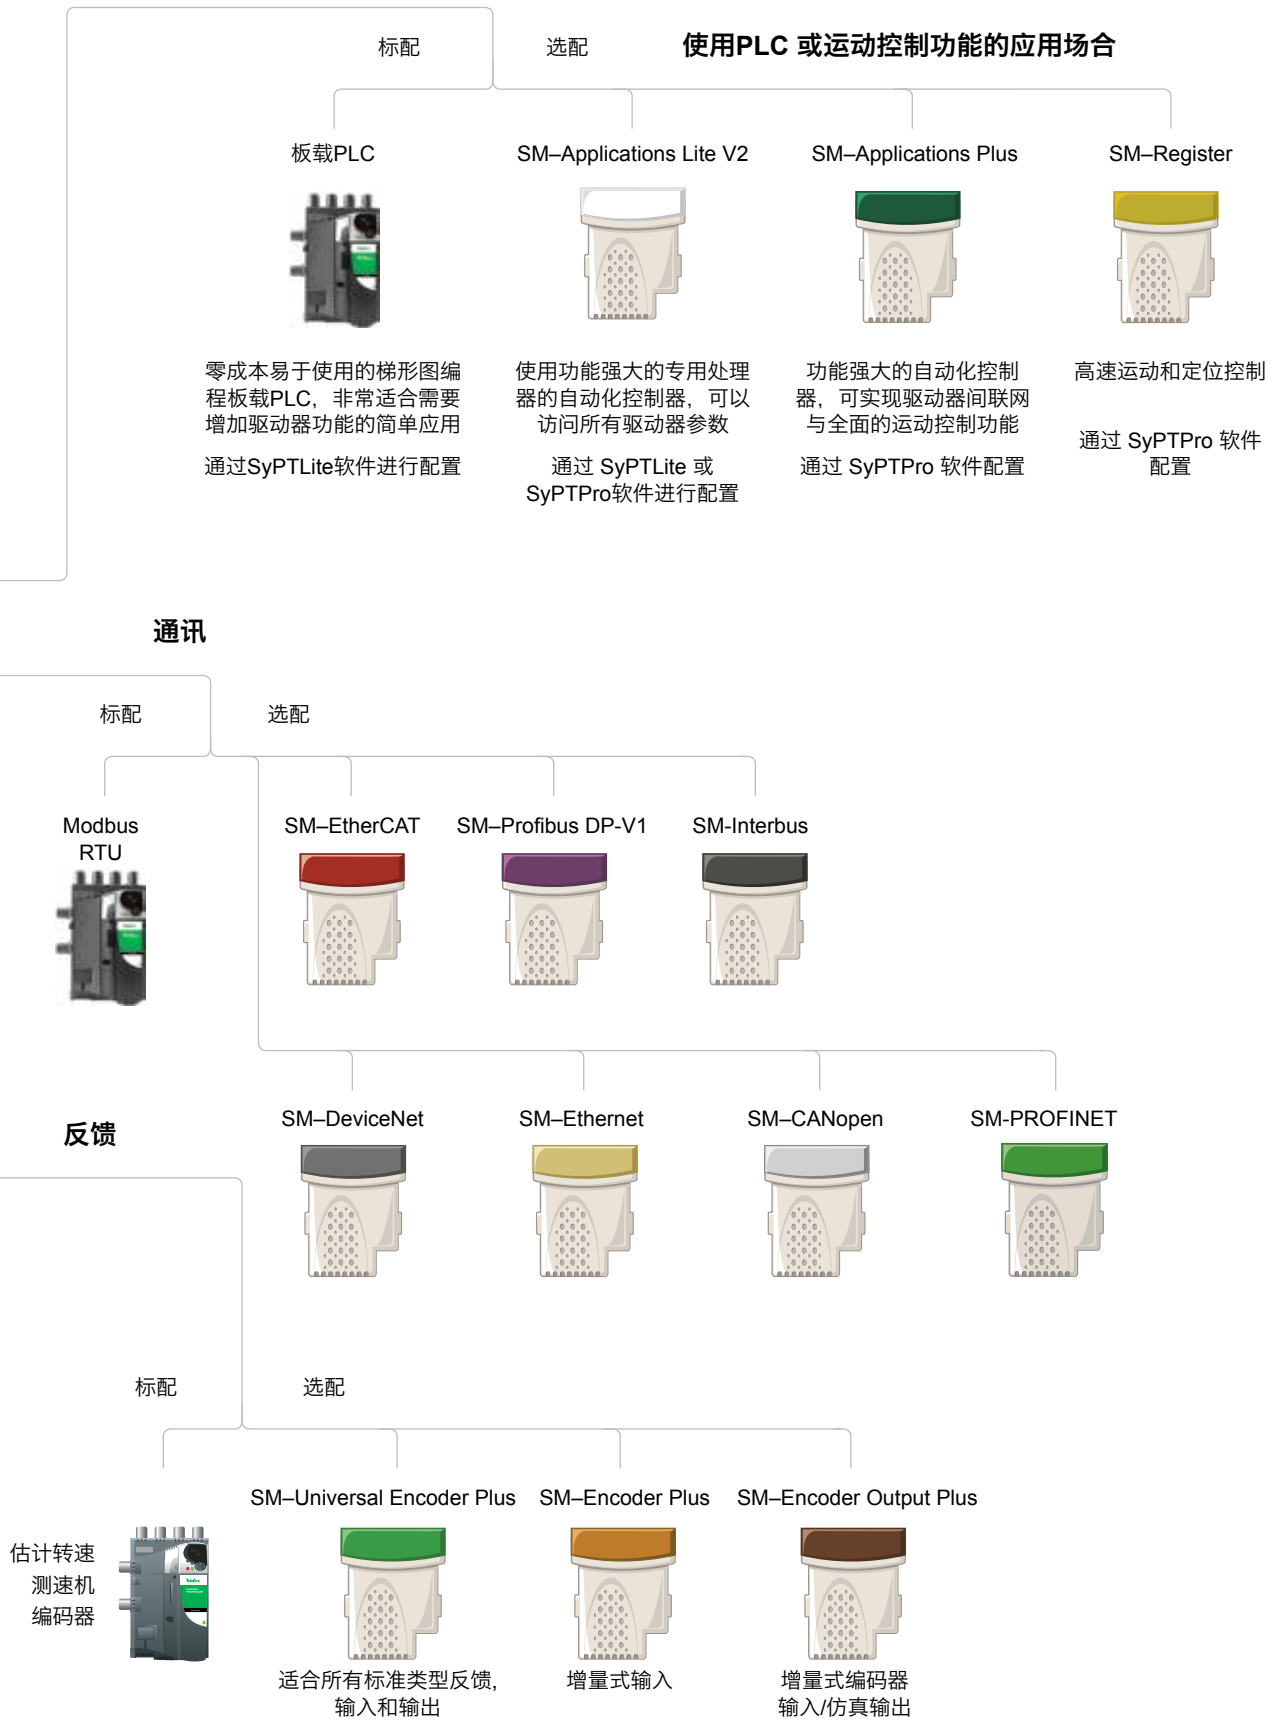 标配
选配
使用PLC 或运动控制功能的应用场合
板载PLC
SM–Applications Lite V2
SM–Applications Plus
SM–Register
零成本易于使用的梯形图编
程板载PLC，非常适合需要
增加驱动器功能的简单应用
通过SyPTLite软件进行配置
使用功能强大的专用处理
器的自动化控制器，可以
访问所有驱动器参数
通过 SyPTLite 或
SyPTPro软件进行配置
功能强大的自动化控制
器，可实现驱动器间联网
与全面的运动控制功能
通过 SyPTPro 软件配置
高速运动和定位控制
通过 SyPTPro 软件
配置
通讯
标配
选配
Modbus
RTU
SM–EtherCAT
SM–Profibus DP-V1
SM-Interbus
SM–DeviceNet
SM–Ethernet
SM–CANopen
SM-PROFINET
反馈
标配
选配
估计转速
测速机
编码器
Nidec
SM–Universal Encoder Plus
SM–Encoder Plus
SM–Encoder Output Plus
适合所有标准类型反馈,
输入和输出
增量式输入
增量式编码器
输入/仿真输出